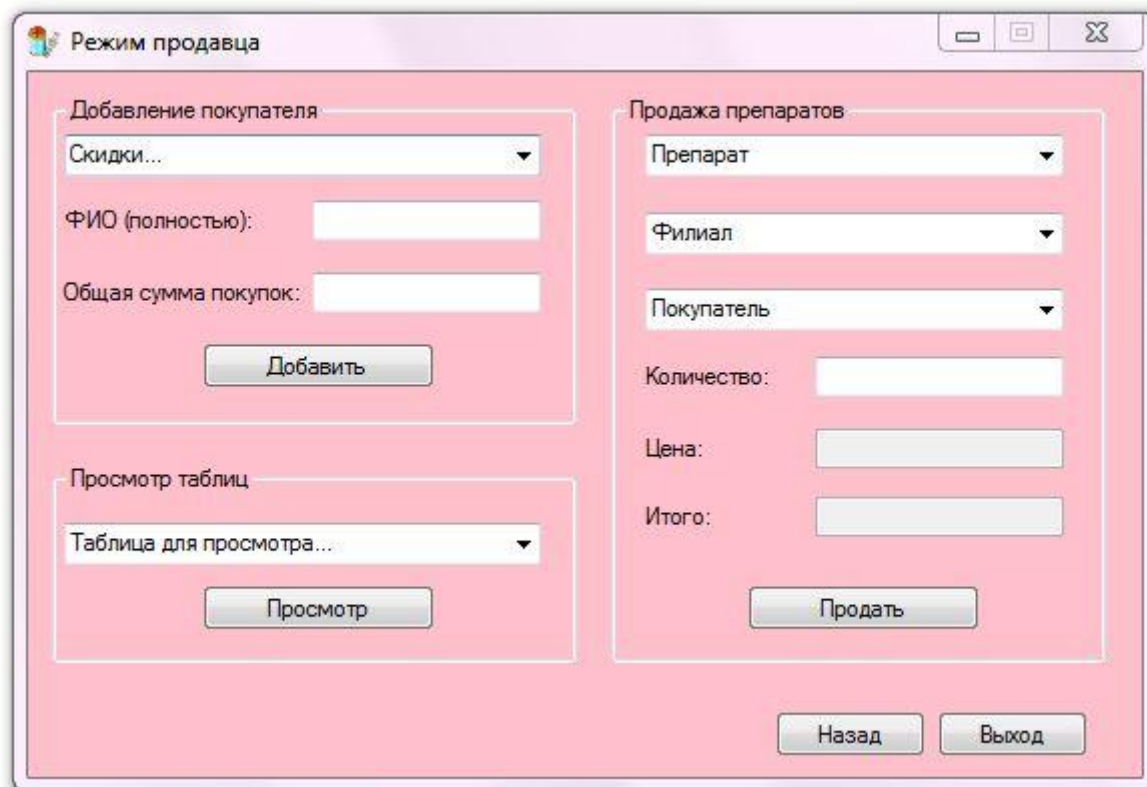 Режим продавца
Добавление покупателя
Скидки...
ФИО (полностью):
Общая сумма покупок:
Добавить
Просмотр таблиц
Таблица для просмотра...
Просмотр
Продажа препаратов
Препарат
Филиал
Покупатель
Количество:
Цена:
Итого:
Продать
Назад
Выход